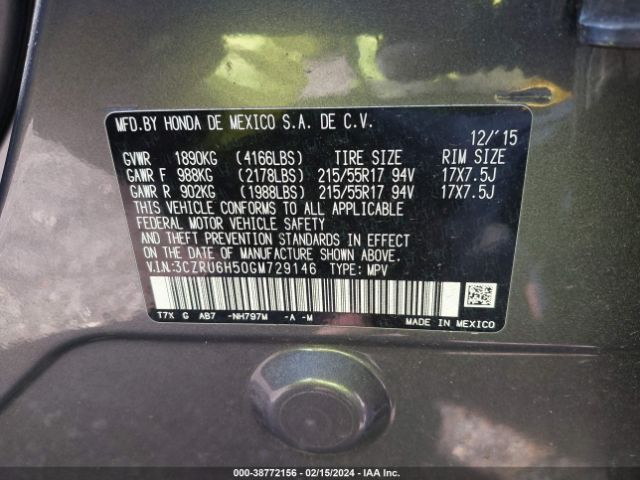 MFD.BY HONDA DE MEXICO S.A. DE C.V.
12/'15
GVWR 1890KG (4166LBS) TIRE SIZE RIM SIZE
GAWR F 988KG (2178LBS) 215/55R17 94V 17X7.5J
GAWR R 902KG (1988LBS) 215/55R17 94V 17X7.5J
THIS VEHICLE CONFORMS TO ALL APPLICABLE
FEDERAL MOTOR VEHICLE SAFETY
AND THEFT PREVENTION STANDARDS IN EFFECT
ON THE DATE OF MANUFACTURE SHOWN ABOVE.
V.I.N:3CZRU6H50GM729146 TYPE: MPV
T7X G AB7 -NH797M -A -M
MADE IN MEXICO
000-38772156 - 02/15/2024 - IAA Inc.